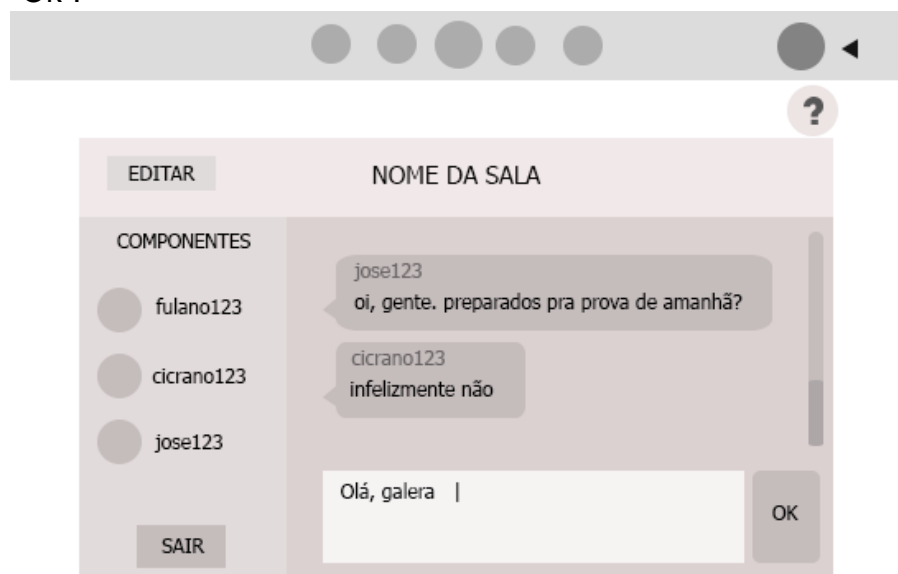 ?
EDITAR
NOME DA SALA
COMPONENTES
fulano123
cicrano123
jose123
SAIR
jose123
oi, gente. preparados pra prova de amanhã?
cicrano123
infelizmente não
Olá, galera |
OK